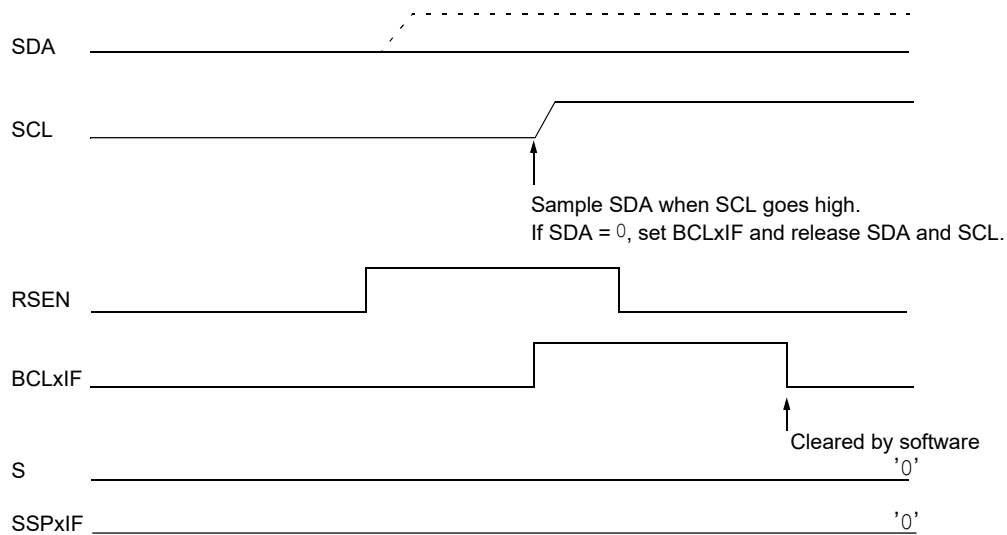 SDA
SCL
Sample SDA when SCL goes high.
If SDA = 0, set BCLxIF and release SDA and SCL.
RSEN
BCLxIF
Cleared by software
S
'0'
SSPxIF
'0'